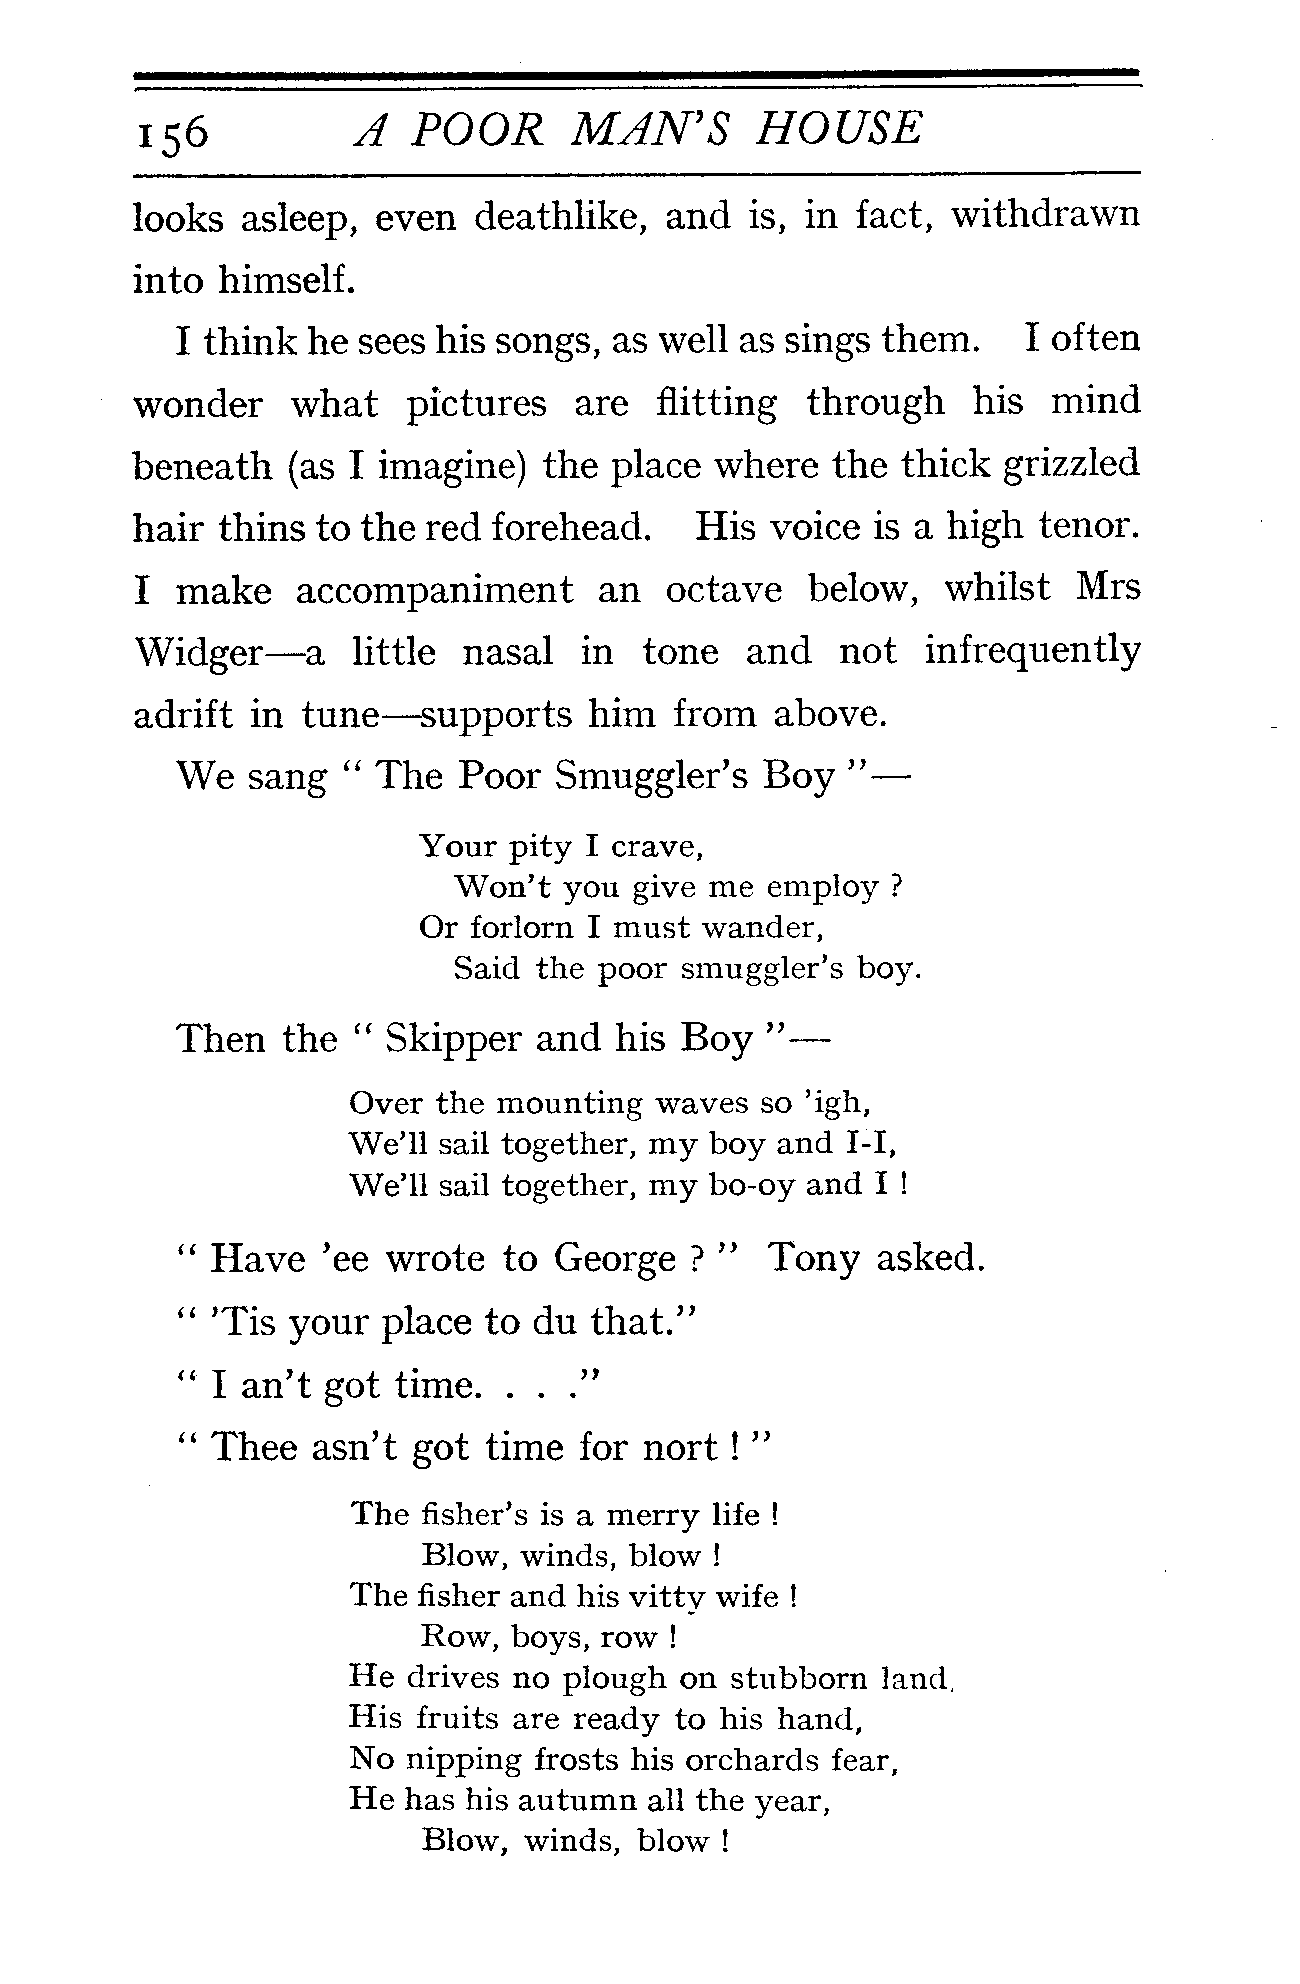 156 A POOR MAN'S HOUSE
looks asleep, even deathlike, and is, in fact, withdrawn
into himself.
I think he sees his songs, as well as sings them. I often
wonder what pictures are flitting through his mind
beneath (as I imagine) the place where the thick grizzled
hair thins to the red forehead. His voice is a high tenor.
I make accompaniment an octave below, whilst Mrs
Widger—a little nasal in tone and not infrequently
adrift in tune—supports him from above.
We sang “ The Poor Smuggler's Boy ”—
Your pity I crave,
Won't you give me employ ?
Or forlorn I must wander,
Said the poor smuggler's boy.
Then the “ Skipper and his Boy ”—
Over the mounting waves so 'igh,
We'll sail together, my boy and I-I,
We'll sail together, my bo-oy and I !
“ Have 'ee wrote to George ? ” Tony asked.
“ 'Tis your place to du that.”
“ I an't got time. . . .”
“ Thee asn't got time for nort ! ”
The fisher's is a merry life !
Blow, winds, blow !
The fisher and his vitty wife !
Row, boys, row !
He drives no plough on stubborn land,
His fruits are ready to his hand,
No nipping frosts his orchards fear,
He has his autumn all the year,
Blow, winds, blow !